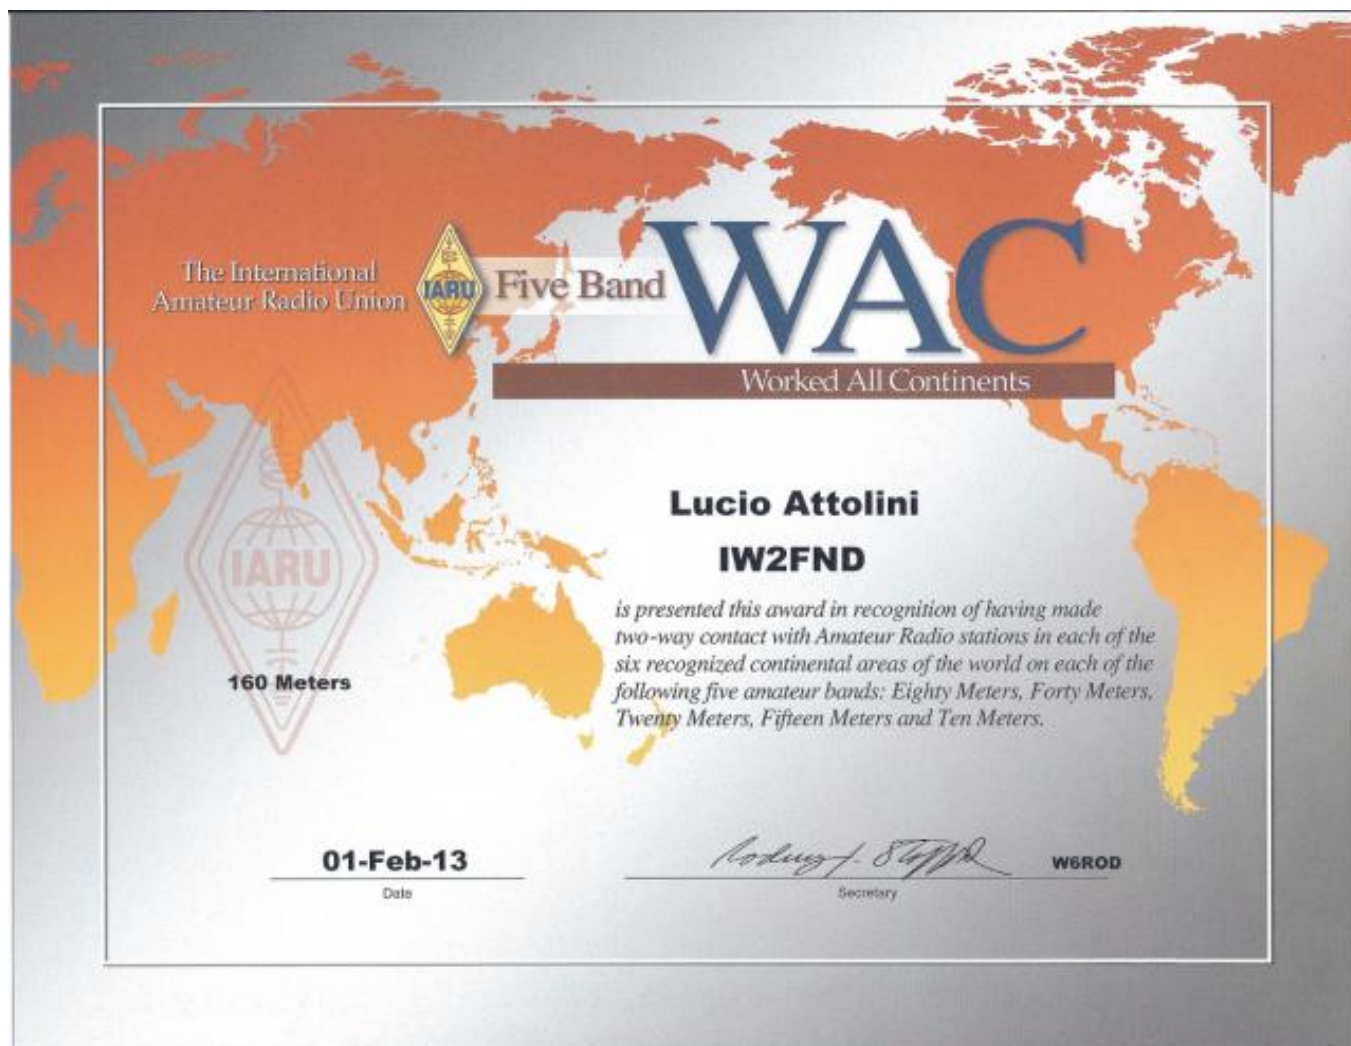 The International
Amateur Radio Union
IARU
Five Band
WAC
Worked All Continents
Lucio Attolini
IW2FND
is presented this award in recognition of having made
two-way contact with Amateur Radio stations in each of the
six recognized continental areas of the world on each of the
following five amateur bands: Eighty Meters, Forty Meters,
Twenty Meters, Fifteen Meters and Ten Meters.
IARU
160 Meters
01-Feb-13
Date
W6ROD
Secretary